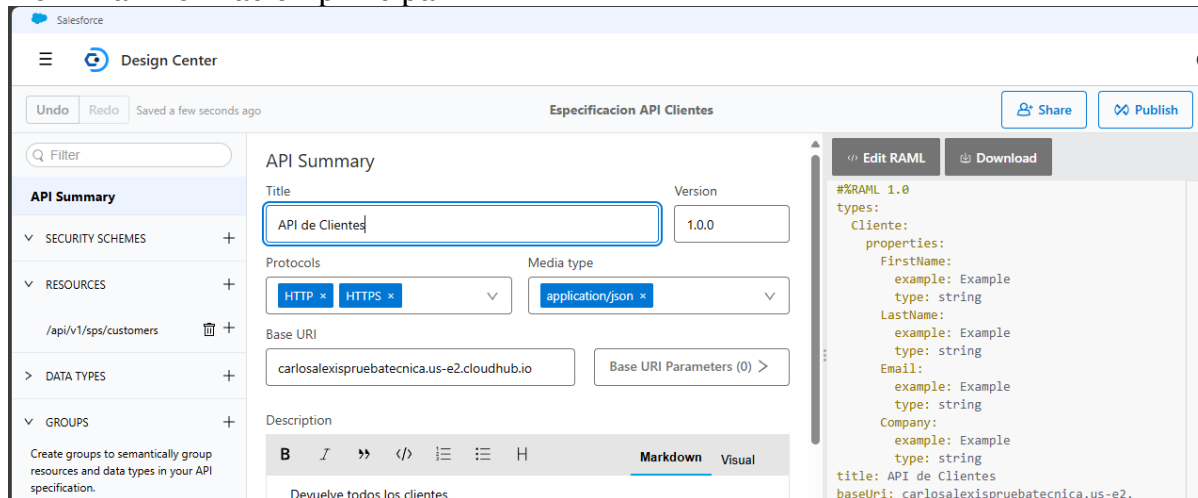 Salesforce
Design Center
Undo Redo Saved a few seconds ago
Especificacion API Clientes
Share
Publish
Filter
API Summary
SECURITY SCHEMES
RESOURCES
/api/v1/sps/customers
DATA TYPES
GROUPS
Create groups to semantically group
resources and data types in your API
specification.
API Summary
Title
Version
API de Clientes
1.0.0
Protocols
Media type
HTTP × HTTPS ×
application/json ×
Base URI
carlosalexispruebatecnica.us-e2.cloudhub.io
Base URI Parameters (0) >
Description
B I </> H
Markdown Visual
Devuelve todos los clientes
Edit RAML
Download
#%RAML 1.0
types:
Cliente:
properties:
FirstName:
example: Example
type: string
LastName:
example: Example
type: string
Email:
example: Example
type: string
Company:
example: Example
type: string
title: API de Clientes
baseUri: carlosalexispruebatecnica.us-e2.